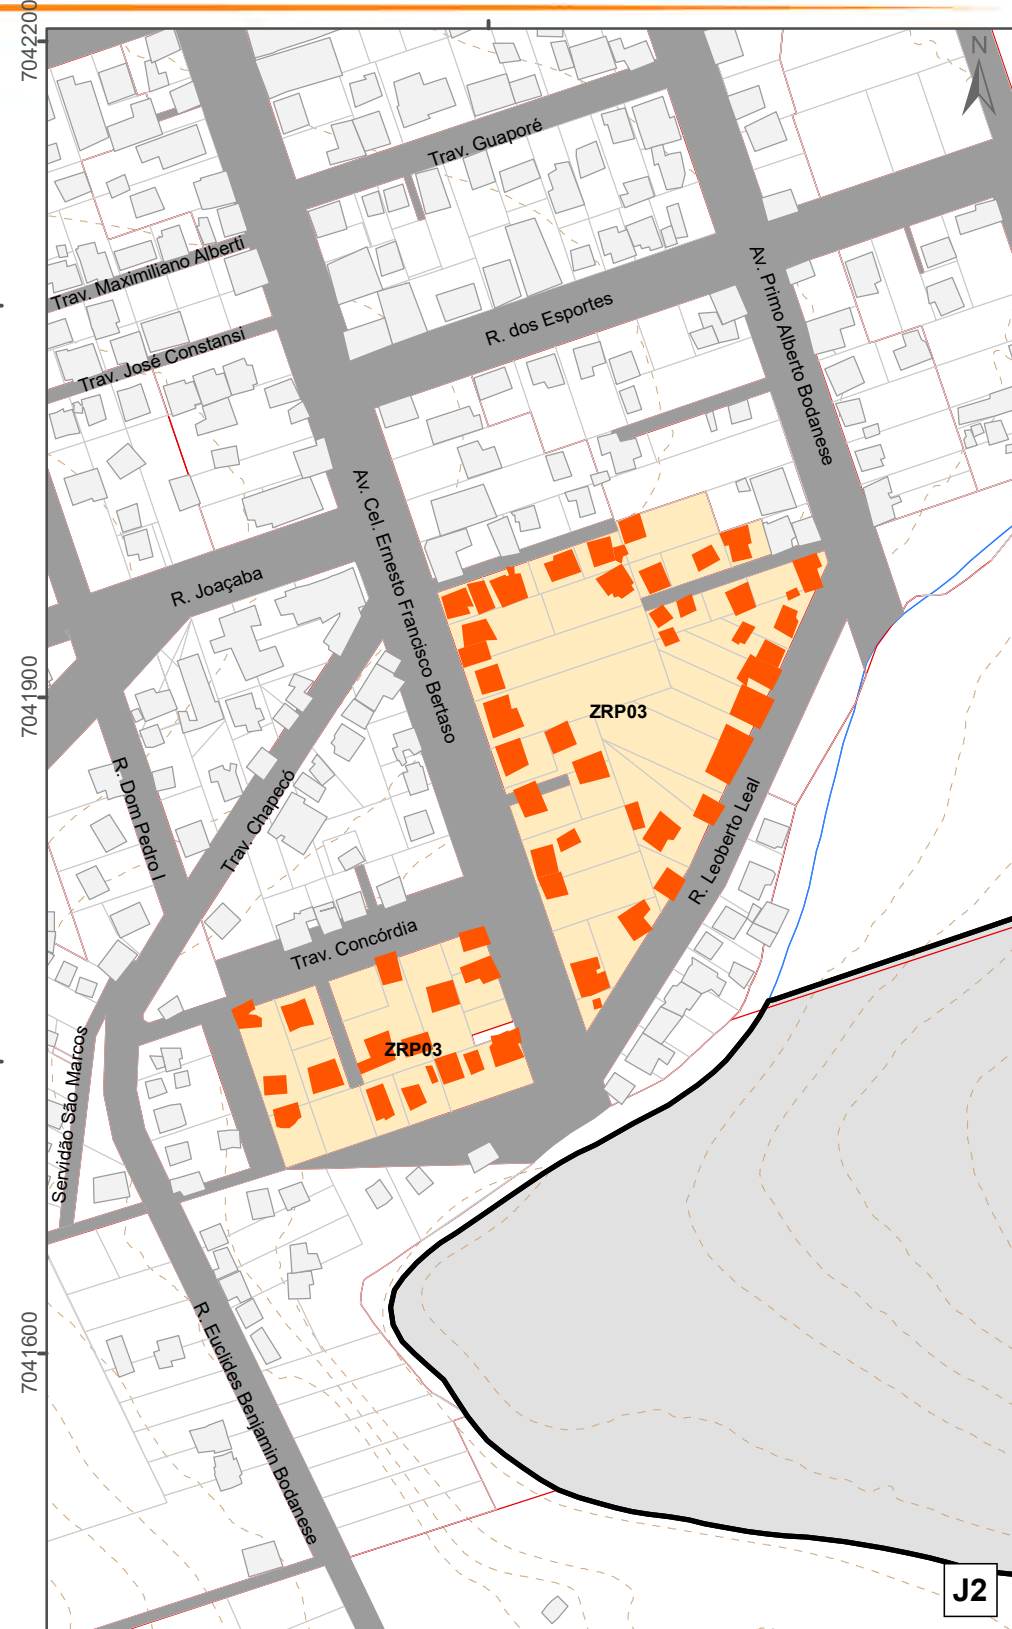 7042200
N
Trav. Guaporé
Trav. Maximiliano Alberti
Av. Primo Alberto Bodanese
R. dos Esportes
Trav. José Constansi
Av. Cel. Ernesto Francisco Bertaso
R. Joaçaba
7041900
ZRP03
R. Dom Pedro I
Trav. Chapecó
R. Leoberto Leal
Trav. Concórdia
Servidão São Marcos
ZRP03
7041600
R. Euclides Benjamin Bodanese
J2